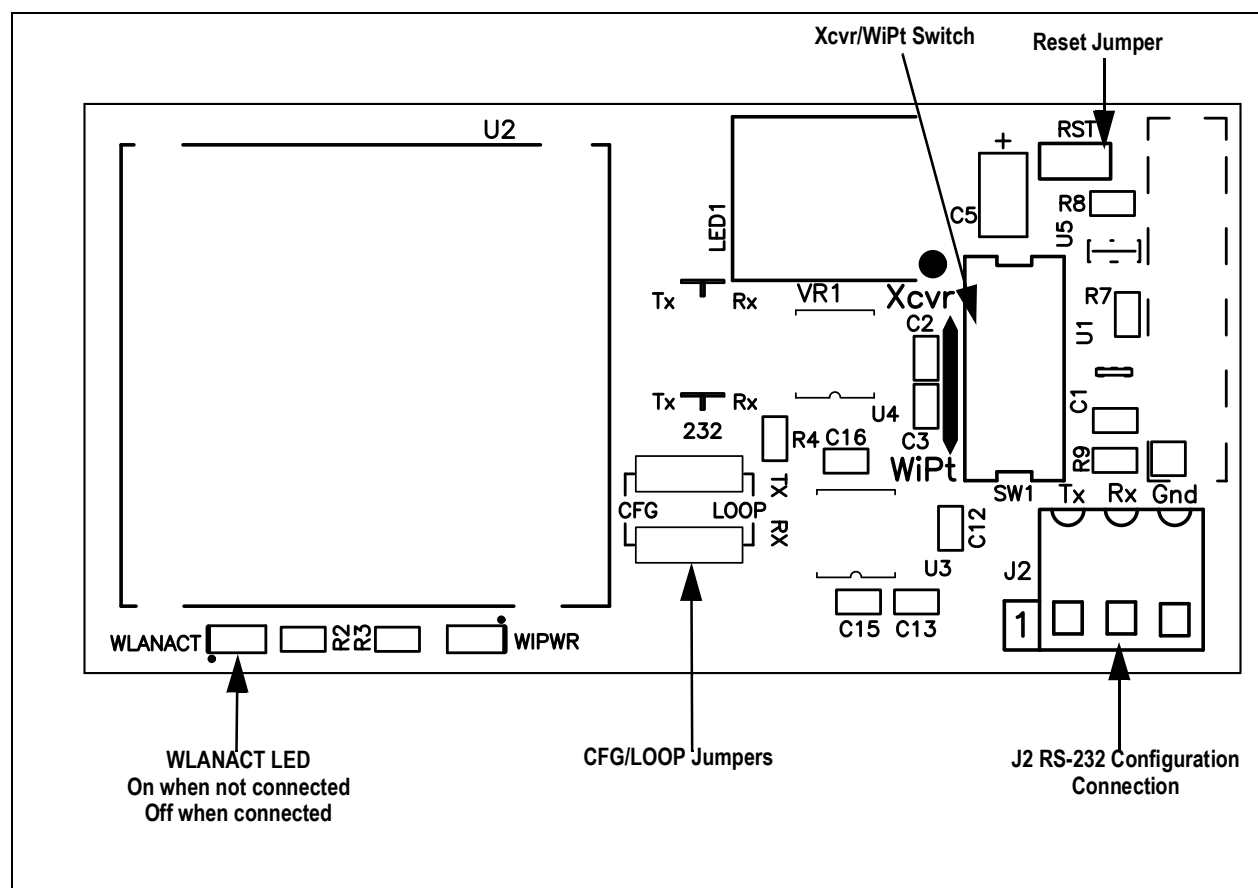 Xcvr/WiPt Switch
Reset Jumper
U2
RST
+
LED1
C5
R8
U5
Tx
Rx
VR1
Xcvr
R7
C2
U1
Tx
Rx
232
R4
C16
U4
C3
WiPt
C1
R9
SW1
Tx Rx Gnd
CFG
LOOP
TX
RX
C12
U3
J2
C15
C13
1
WLANACT
R2
R3
WIPWR
WLANACT LED
On when not connected
Off when connected
CFG/LOOP Jumpers
J2 RS-232 Configuration
Connection